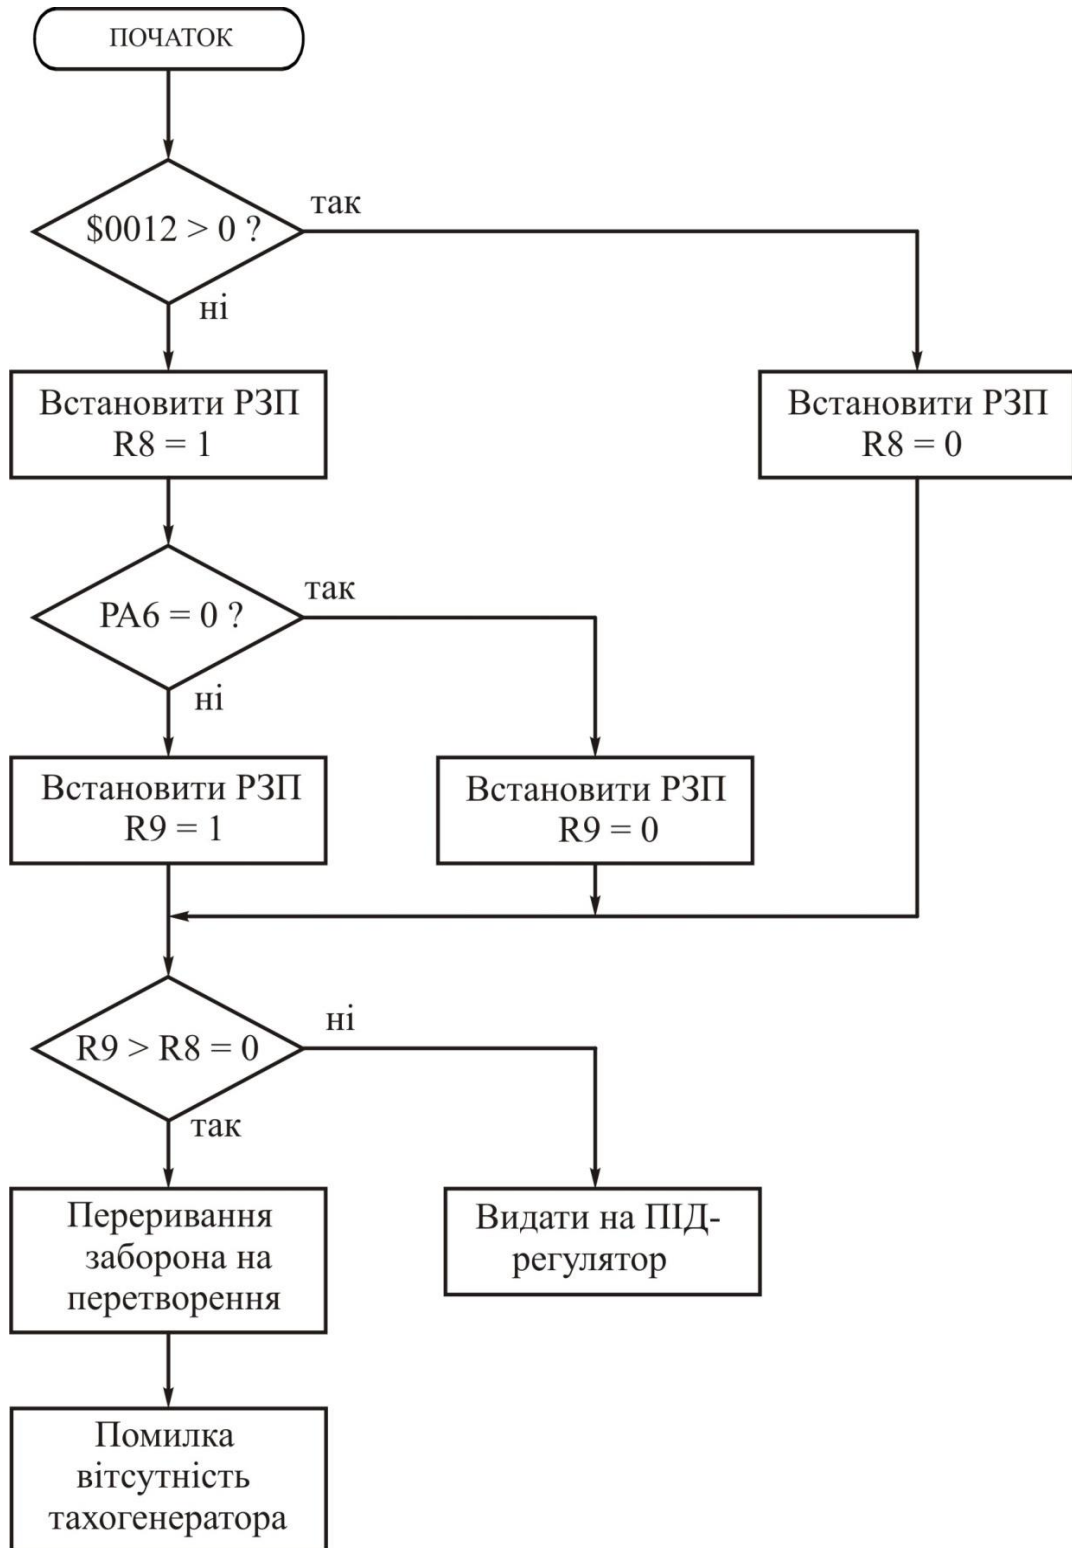 ПОЧАТОК
$0012 > 0 ?
так
ні
Встановити РЗП
R8 = 1
Встановити РЗП
R8 = 0
PA6 = 0 ?
так
ні
Встановити РЗП
R9 = 1
Встановити РЗП
R9 = 0
R9 > R8 = 0
ні
так
Переривання
заборона на
перетворення
Видати на ПІД-
регулятор
Помилка
вітсутність
тахогенератора